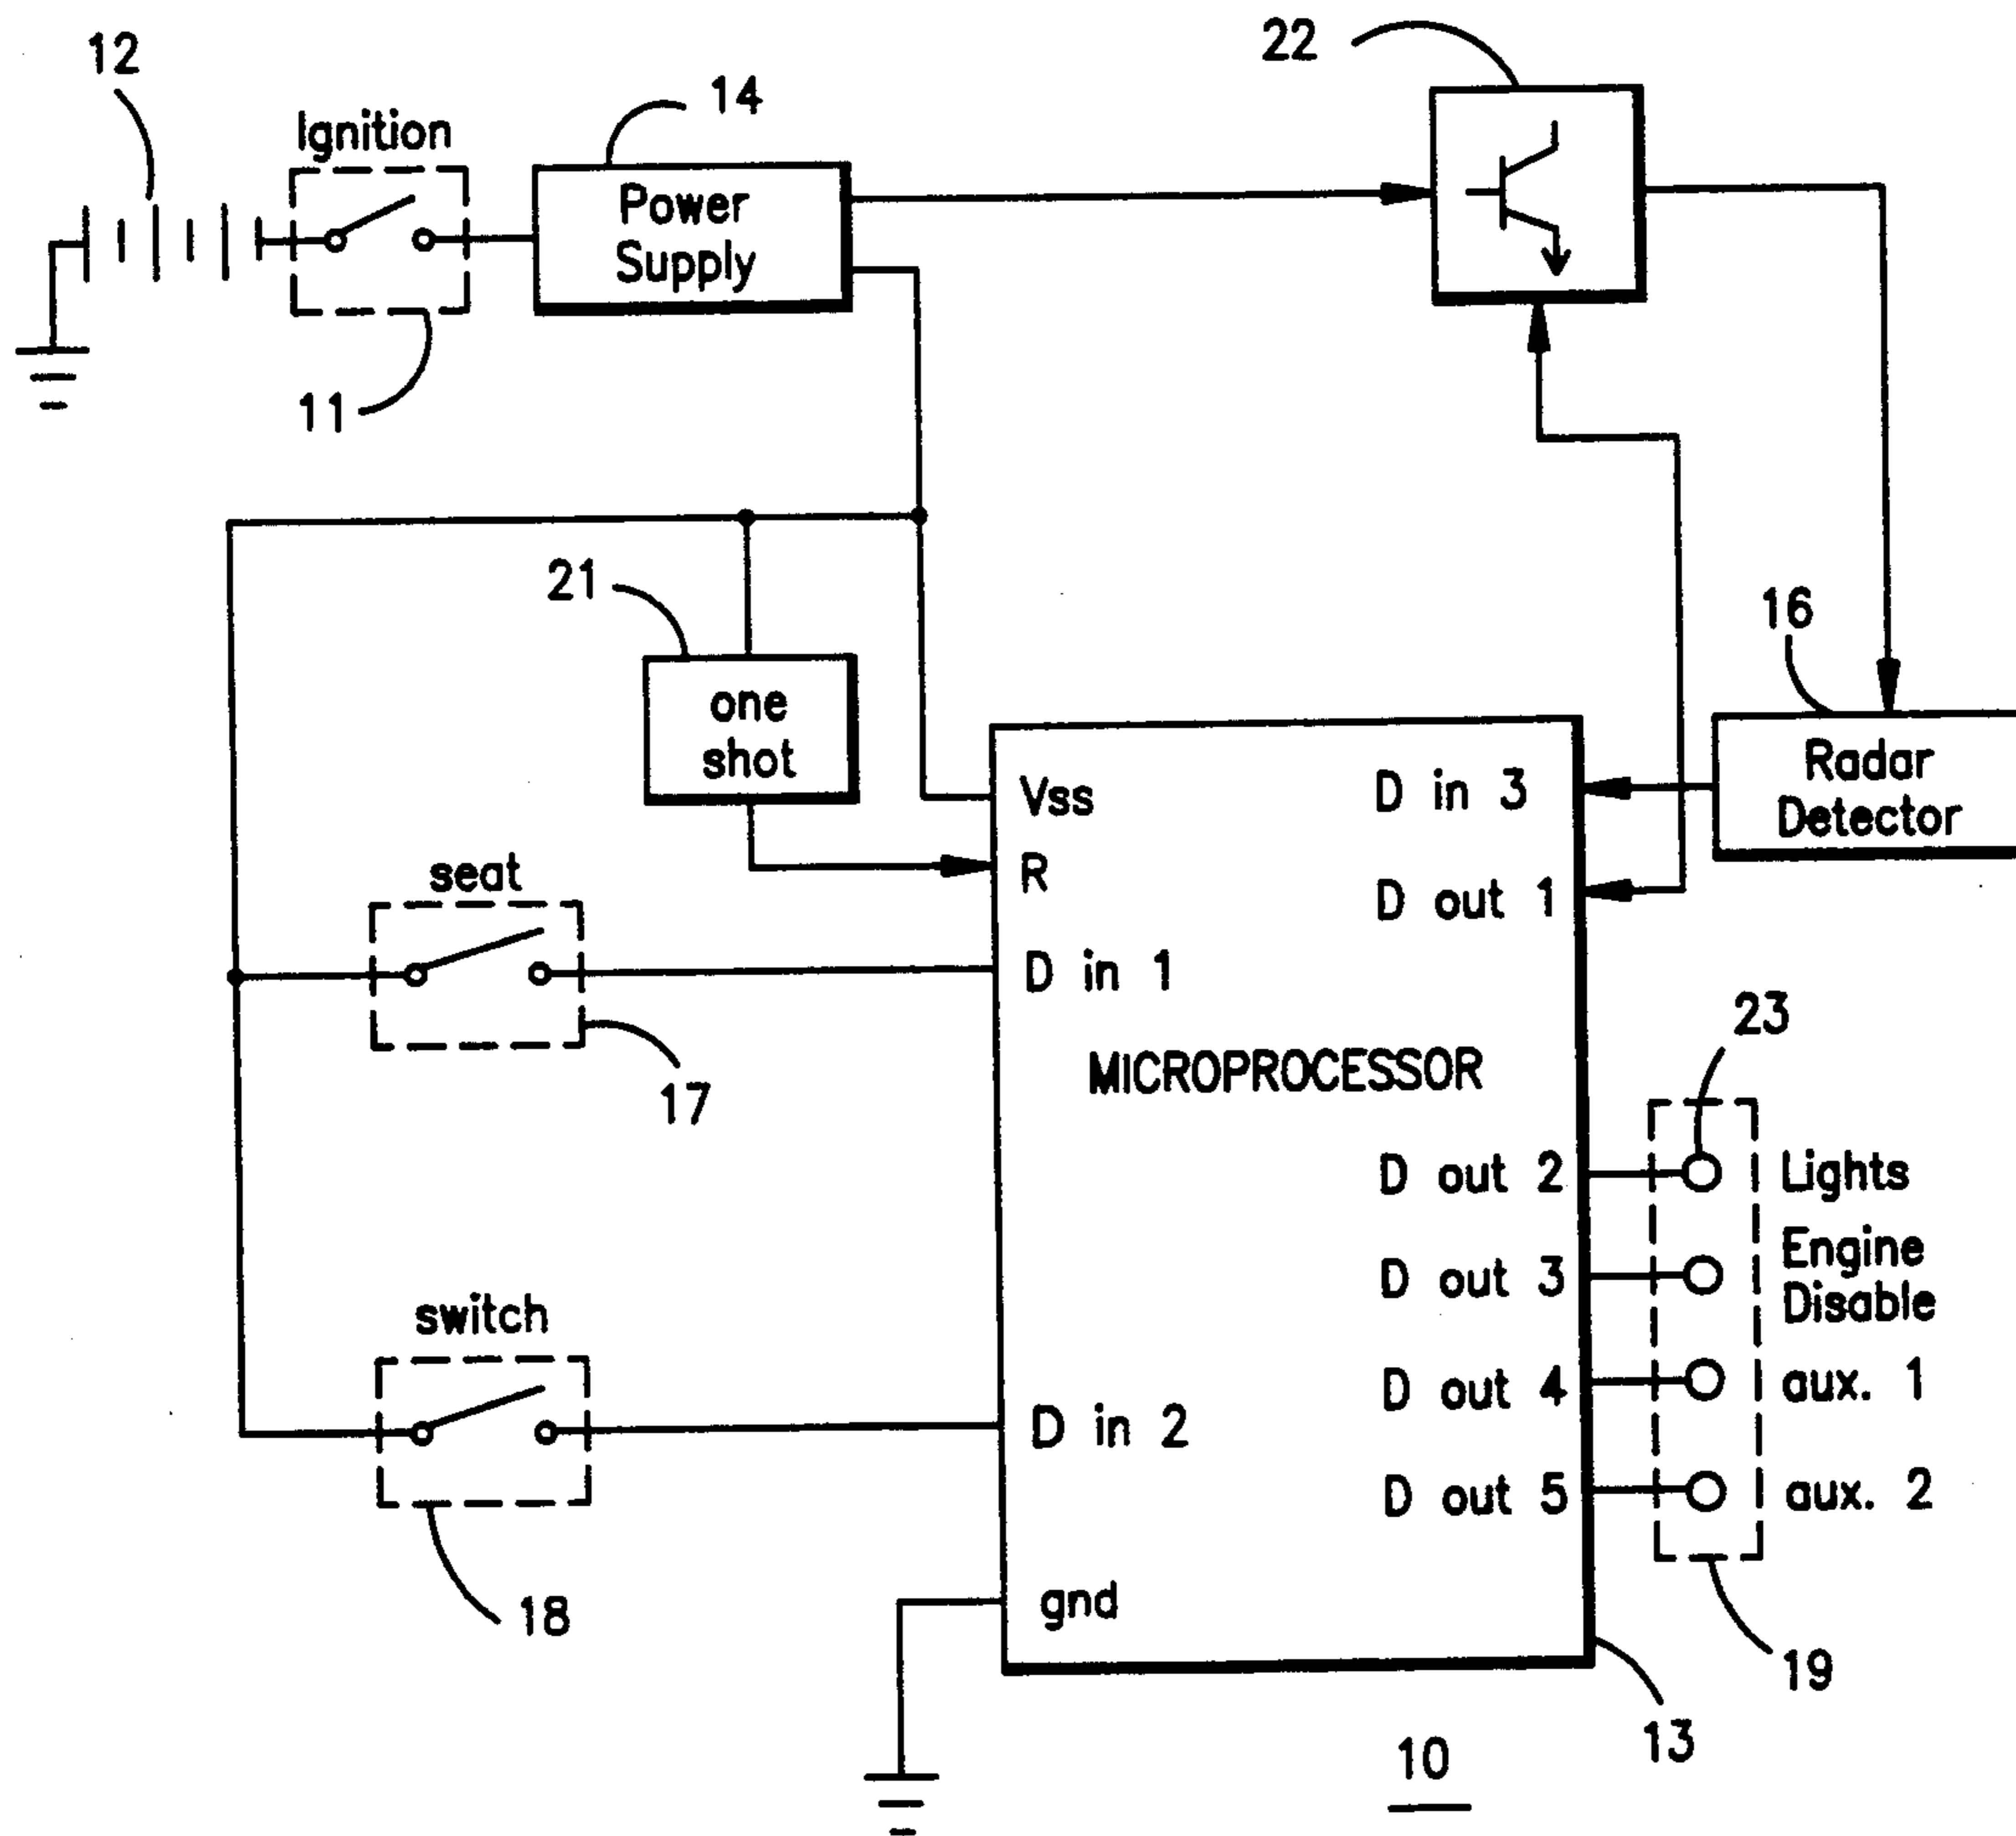 12
22
14
Ignition
Power
Supply
11
21
16
one
shot
Radar
Detector
Vss
D in 3
R
D out 1
seat
D in 1
17
MICROPROCESSOR
23
D out 2
Lights
D out 3
Engine
Disable
switch
D out 4
aux. 1
D in 2
D out 5
aux. 2
18
gnd
19
13
10